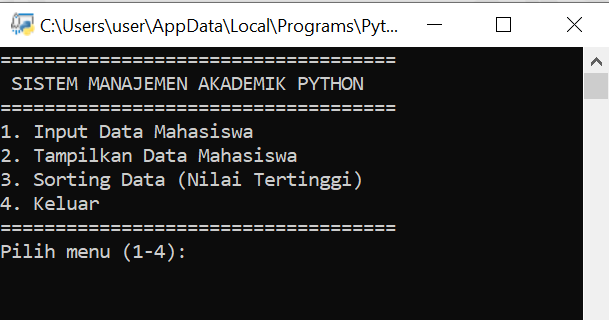 C:\Users\user\AppData\Local\Programs\Pyt...
====================================
SISTEM MANAJEMEN AKADEMIK PYTHON
====================================
1. Input Data Mahasiswa
2. Tampilkan Data Mahasiswa
3. Sorting Data (Nilai Tertinggi)
4. Keluar
====================================
Pilih menu (1-4):